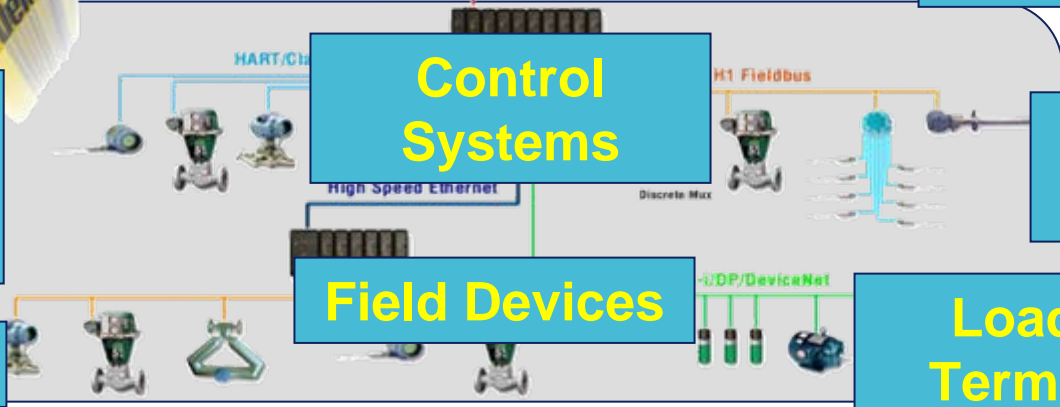 HART/Cla
Control
Systems
H1 Fieldbus
High Speed Ethernet
Discrete Mux
Field Devices
-i/DP/DeviceNet
Load
Term